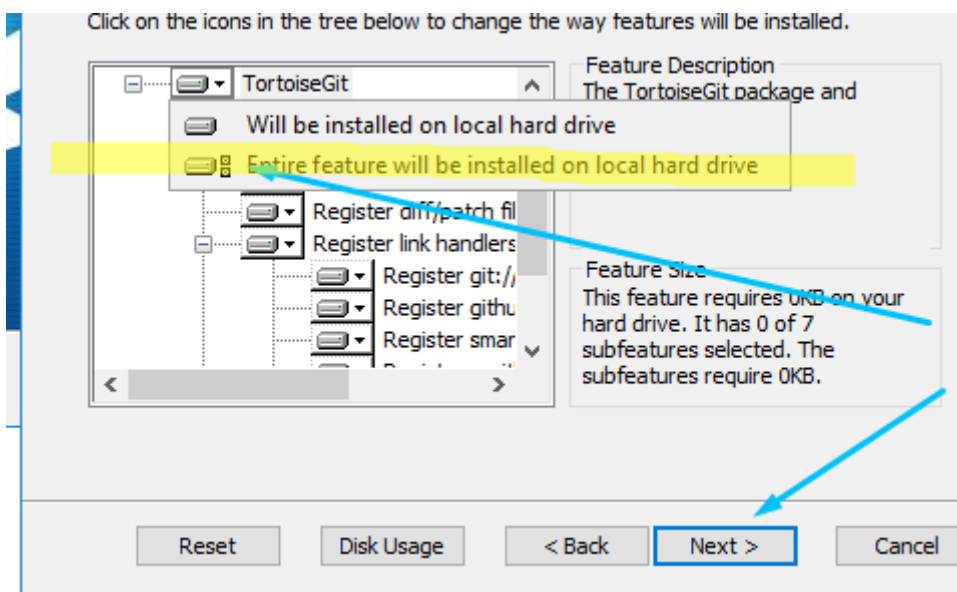 Click on the icons in the tree below to change the way features will be installed.
TortoiseGit
Will be installed on local hard drive
Entire feature will be installed on local hard drive
Register diff/patch fil
Register link handlers
Register git://
Register githu
Register smar
Feature Description
The TortoiseGit package and
Feature Size
This feature requires 0KB on your
hard drive. It has 0 of 7
subfeatures selected. The
subfeatures require 0KB.
Reset
Disk Usage
< Back
Next >
Cancel